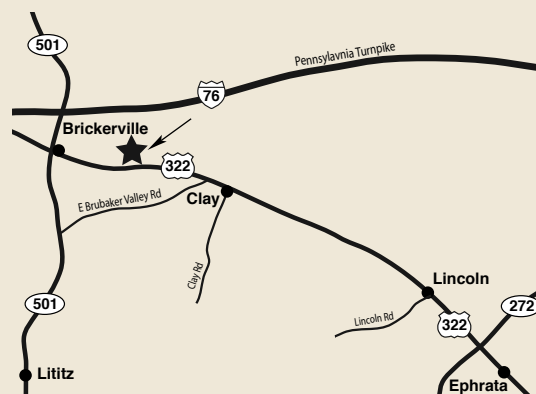 501
Pennsylavnia Turnpike
76
Brickerville
322
E Brubaker Valley Rd
Clay
Clay Rd
Lincoln
501
272
Lincoln Rd
322
Lititz
Ephrata